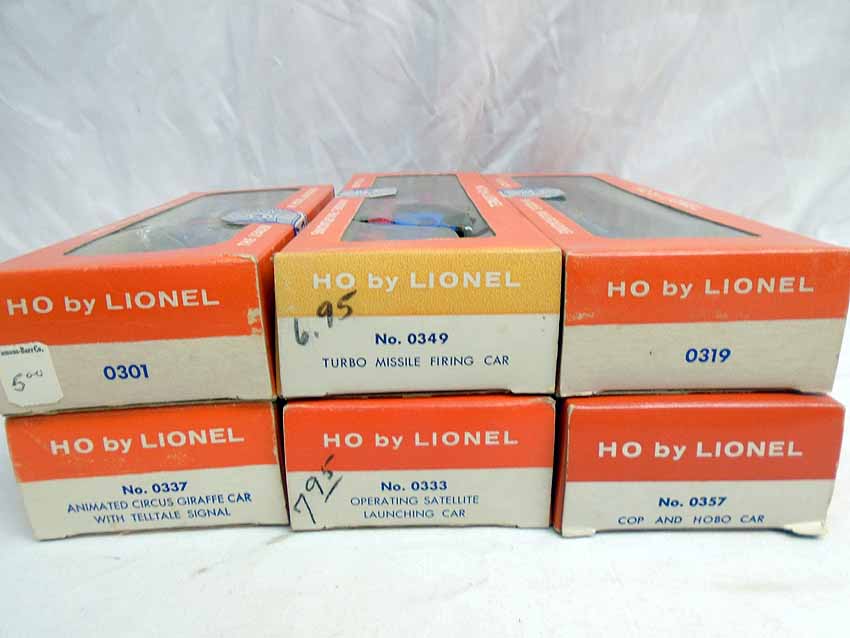 HO by LIONEL
0301
5 00
HO by LIONEL
6.95
No. 0349
TURBO MISSILE FIRING CAR
HO by LIONEL
0319
HO by LIONEL
No. 0337
ANIMATED CIRCUS GIRAFFE CAR
WITH TELLTALE SIGNAL
HO by LIONEL
7 95
No. 0333
OPERATING SATELLITE
LAUNCHING CAR
HO by LIONEL
No. 0357
COP AND HOBO CAR